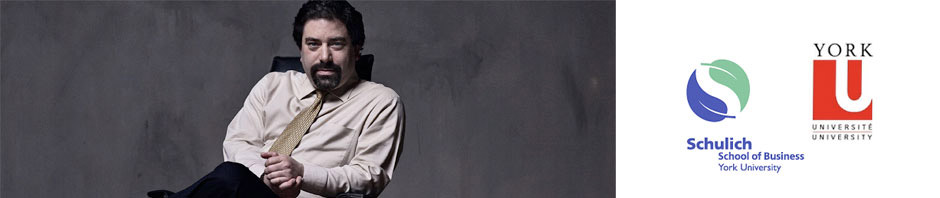 Schulich
School of Business
York University
YORK
U
UNIVERSITÉ
UNIVERSITY